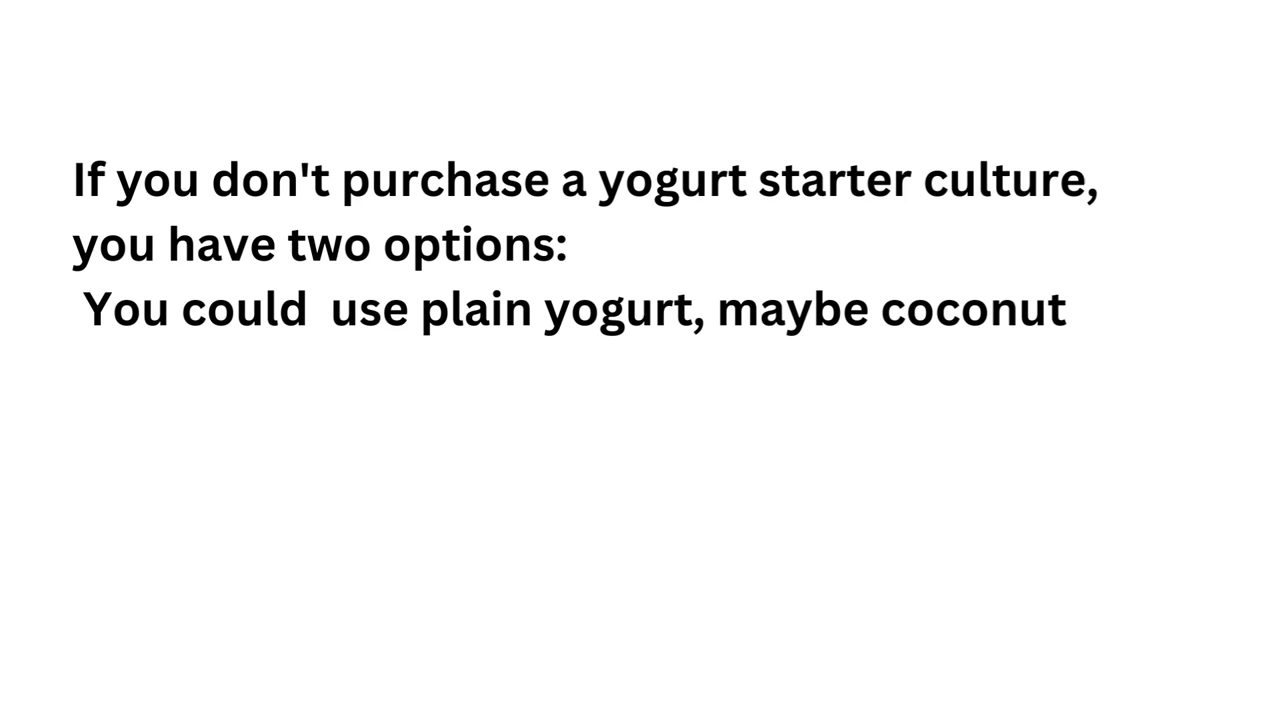 If you don't purchase a yogurt starter culture,
you have two options:
You could  use plain yogurt, maybe coconut